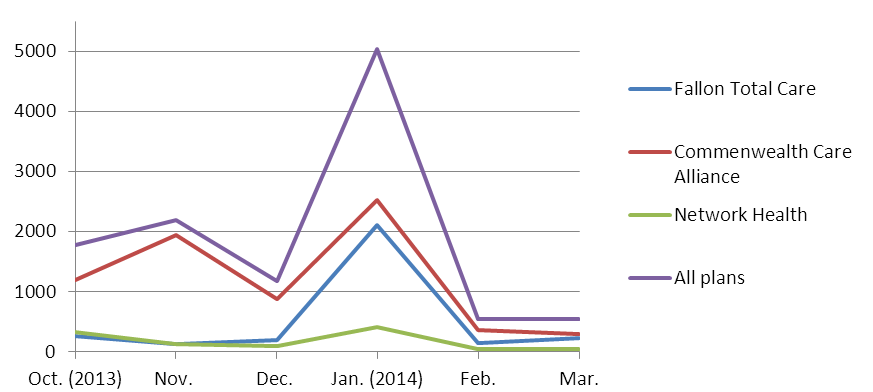 5000
4000
3000
2000
1000
0
Oct. (2013) Nov. Dec. Jan. (2014) Feb. Mar.
Fallon Total Care
Commenwealth Care
Alliance
Network Health
All plans